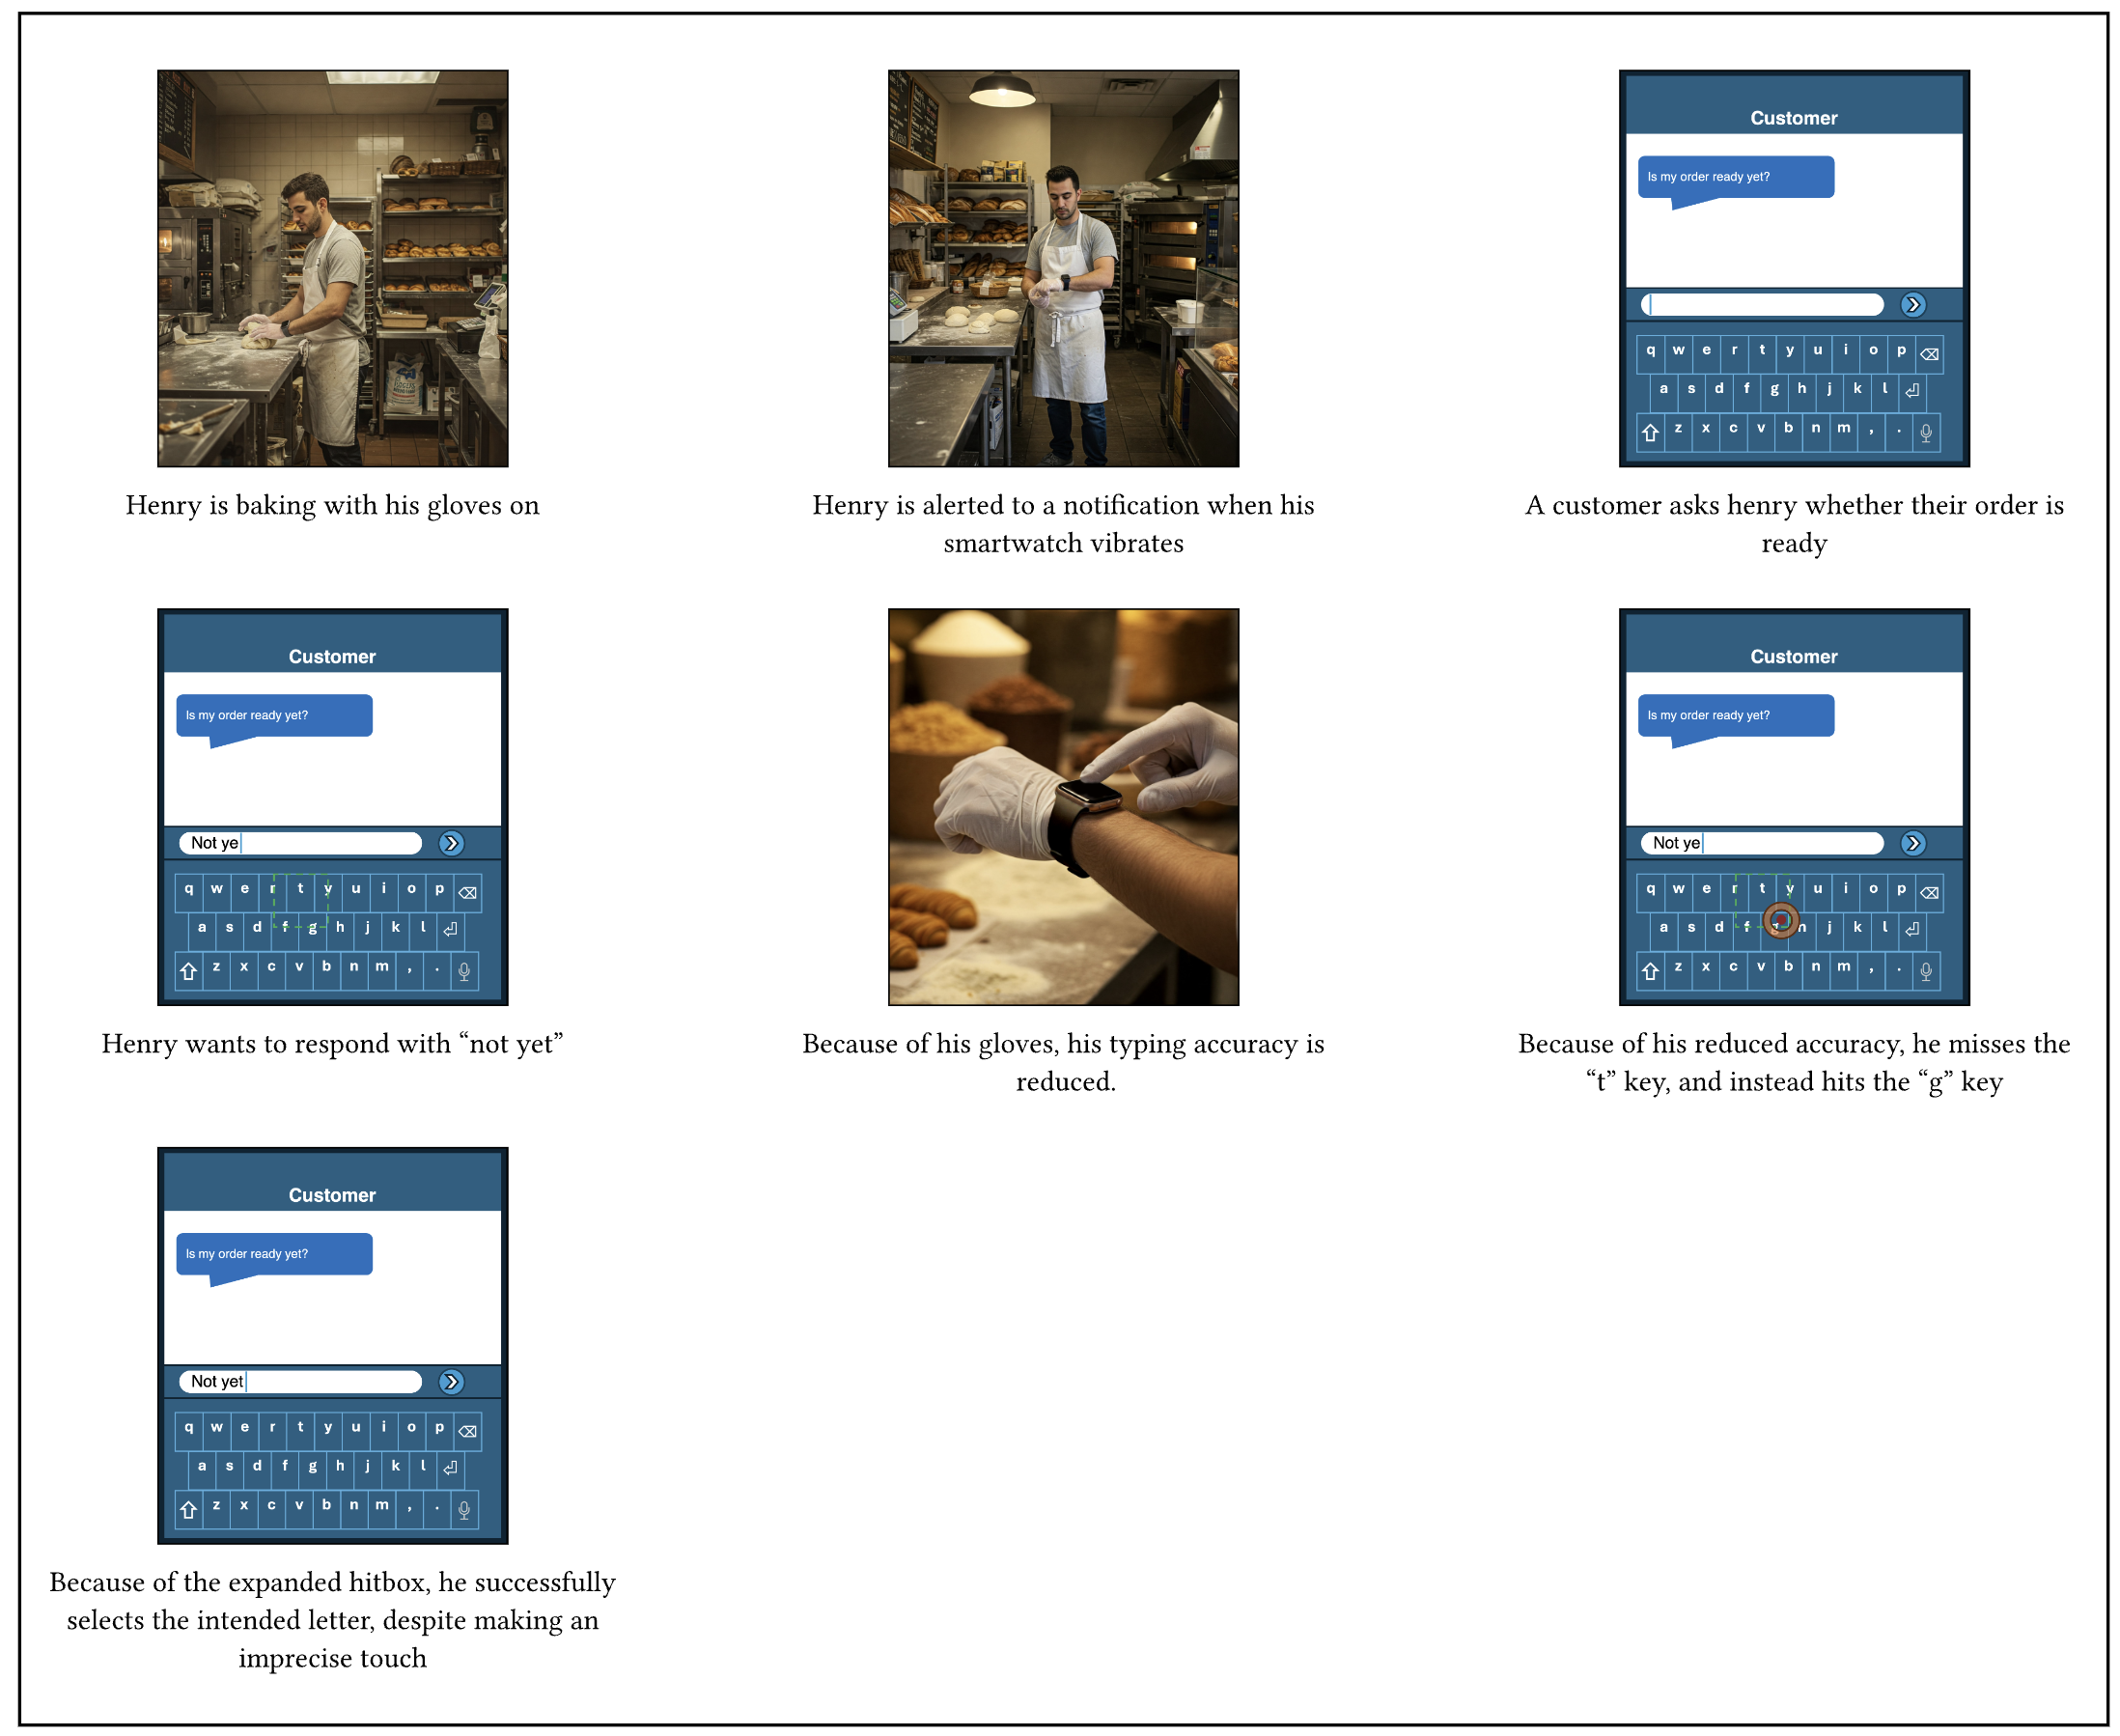 Customer
Is my order ready yet?
q w e r t y u i o p
a s d f g h j k l
z x c v b n m , .
Henry is baking with his gloves on
Henry is alerted to a notification when his
smartwatch vibrates
A customer asks henry whether their order is
ready
Customer
Is my order ready yet?
Not ye
q w e r t y u i o p
a s d f g h j k l
z x c v b n m , .
Customer
Is my order ready yet?
Not ye
q w e r t y u i o p
a s d f g h j k l
z x c v b n m , .
Henry wants to respond with “not yet”
Because of his gloves, his typing accuracy is
reduced.
Because of his reduced accuracy, he misses the
“t” key, and instead hits the “g” key
Customer
Is my order ready yet?
Not yet
q w e r t y u i o p
a s d f g h j k l
z x c v b n m , .
Because of the expanded hitbox, he successfully
selects the intended letter, despite making an
imprecise touch